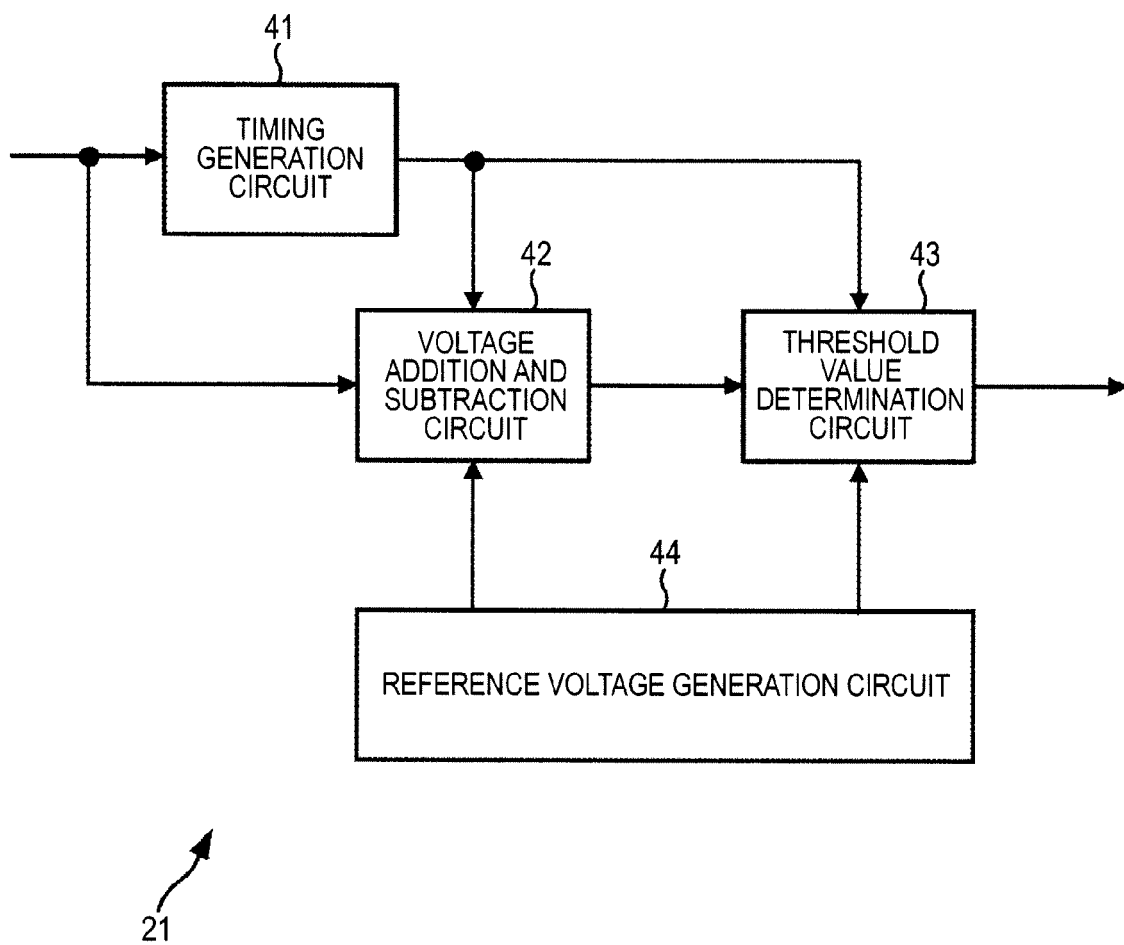 41
TIMING
GENERATION
CIRCUIT
42
VOLTAGE
ADDITION AND
SUBTRACTION
CIRCUIT
43
THRESHOLD
VALUE
DETERMINATION
CIRCUIT
44
REFERENCE VOLTAGE GENERATION CIRCUIT
21